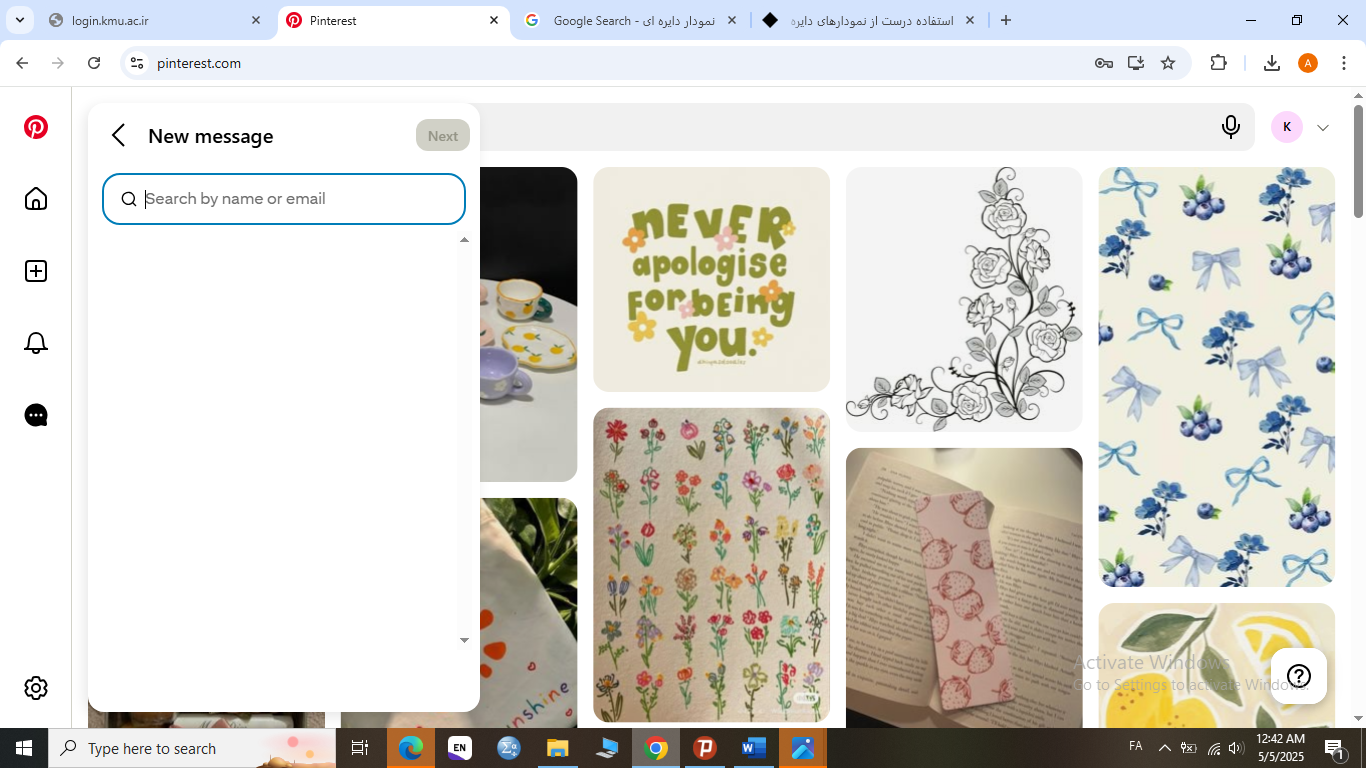 login.kmu.ac.ir
Pinterest
نمودار دایره ای - Google Search
استفاده درست از نمودارهای دایره
pinterest.com
A
New message
Next
K
Search by name or email
NEVER
apologise
FOR BEING
YOU.
unshine
Activate Windows
Go to Settings to activate Windows.
Type here to search
EN
FA
12:42 AM
5/5/2025
1